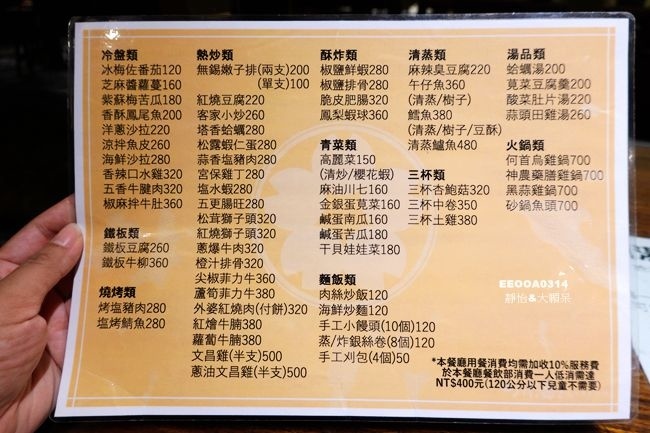 冷盤類
冰梅佐番茄120
芝麻醬蘿蔓160
紫蘇梅苦瓜180
香酥鳳尾魚200
洋蔥沙拉220
涼拌魚皮260
海鮮沙拉280
香辣口水雞320
五香牛腱肉320
椒麻拌牛肚360
鐵板類
鐵板豆腐260
鐵板牛柳360
燒烤類
烤塩豬肉280
塩烤鯖魚280
熱炒類
無錫嫩子排(兩支)200
(單支)100
紅燒豆腐220
客家小炒260
塔香蛤蠣280
松露蝦仁蛋280
蒜香塩豬肉280
宮保雞丁280
塩水蝦280
五更腸旺280
松茸獅子頭320
紅燒獅子頭320
蔥爆牛肉320
橙汁排骨320
尖椒菲力牛360
蘆筍菲力牛380
外婆紅燒肉(付餅)320
紅燴牛腩380
蘿蔔牛腩380
文昌雞(半支)500
蔥油文昌雞(半支)500
酥炸類
椒鹽鮮蝦280
椒鹽排骨280
脆皮肥腸320
鳳梨蝦球360
青菜類
高麗菜150
(清炒/櫻花蝦)
麻油川七160
金銀蛋莧菜160
鹹蛋南瓜160
鹹蛋苦瓜180
干貝娃娃菜180
麵飯類
肉絲炒飯120
海鮮炒麵120
手工小饅頭(10個)120
蒸/炸銀絲卷(8個)120
手工刈包(4個)50
清蒸類
麻辣臭豆腐220
午仔魚360
(清蒸/樹子)
鱈魚380
(清蒸/樹子/豆酥)
清蒸鱸魚480
三杯類
三杯杏鮑菇320
三杯中卷350
三杯土雞380
湯品類
蛤蠣湯200
莧菜豆腐羹200
酸菜肚片湯220
蒜頭田雞湯260
火鍋類
何首烏雞鍋700
神農藥膳雞鍋700
黑蒜雞鍋700
砂鍋魚頭700
EEOOA0314
靜怡&大顆呆
*本餐廳用餐消費均需加收10%服務費
於本餐廳餐飲部消費一人低消需達
NT$400元(120公分以下兒童不需要)